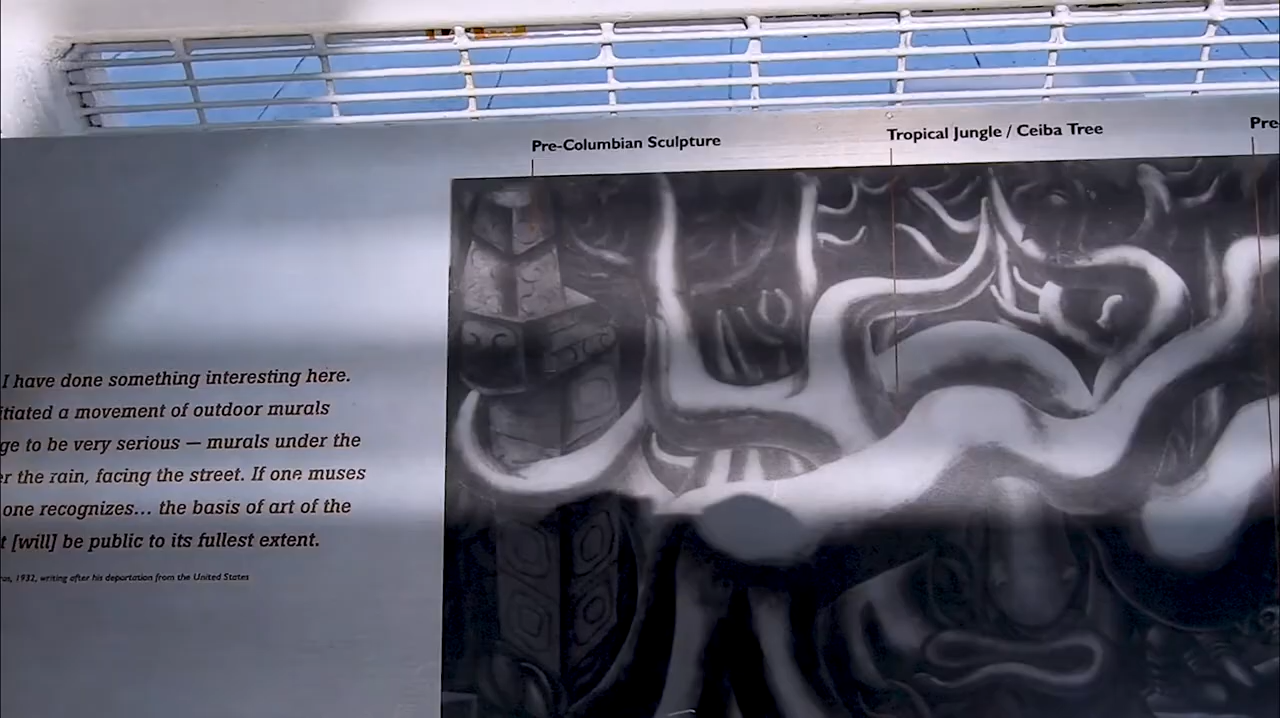 Pre-Columbian Sculpture
Tropical Jungle / Ceiba Tree
Pre
I have done something interesting here.
itiated a movement of outdoor murals
ge to be very serious — murals under the
r the rain, facing the street. If one muses
one recognizes... the basis of art of the
t [will] be public to its fullest extent.
1932, writing after his deportation from the United States